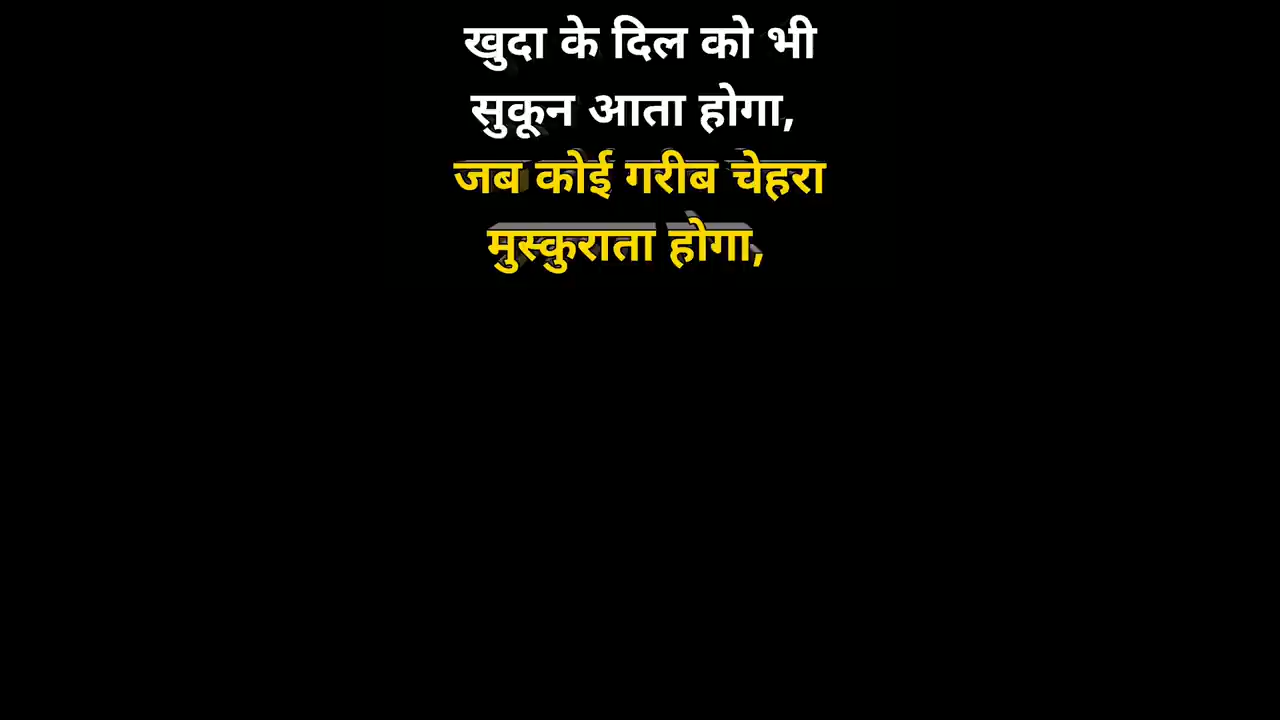 खुदा के दिल को भी
सुकून आता होगा,
जब कोई गरीब चेहरा
मुस्कुराता होगा,